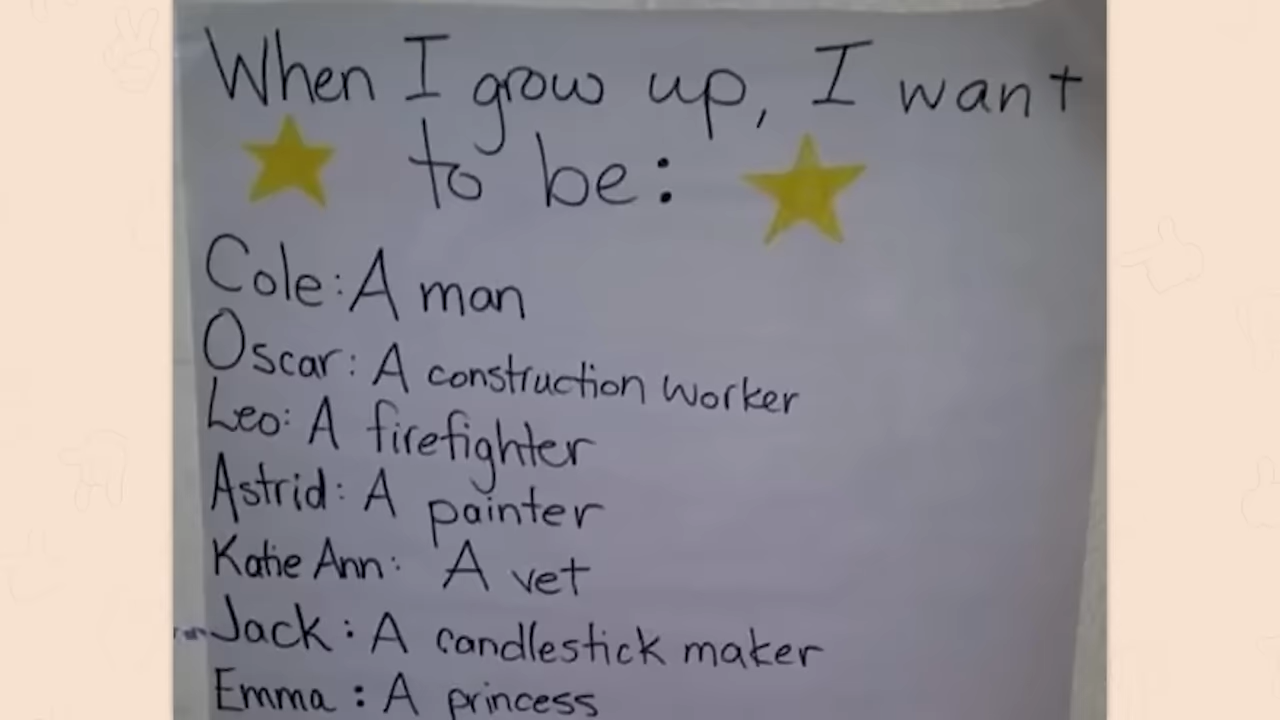 When I grow up, I want
to be:
Cole: A man
Oscar: A construction worker
Leo: A firefighter
Astrid: A painter
Katie Ann: A vet
Jack: A candlestick maker
Emma: A princess